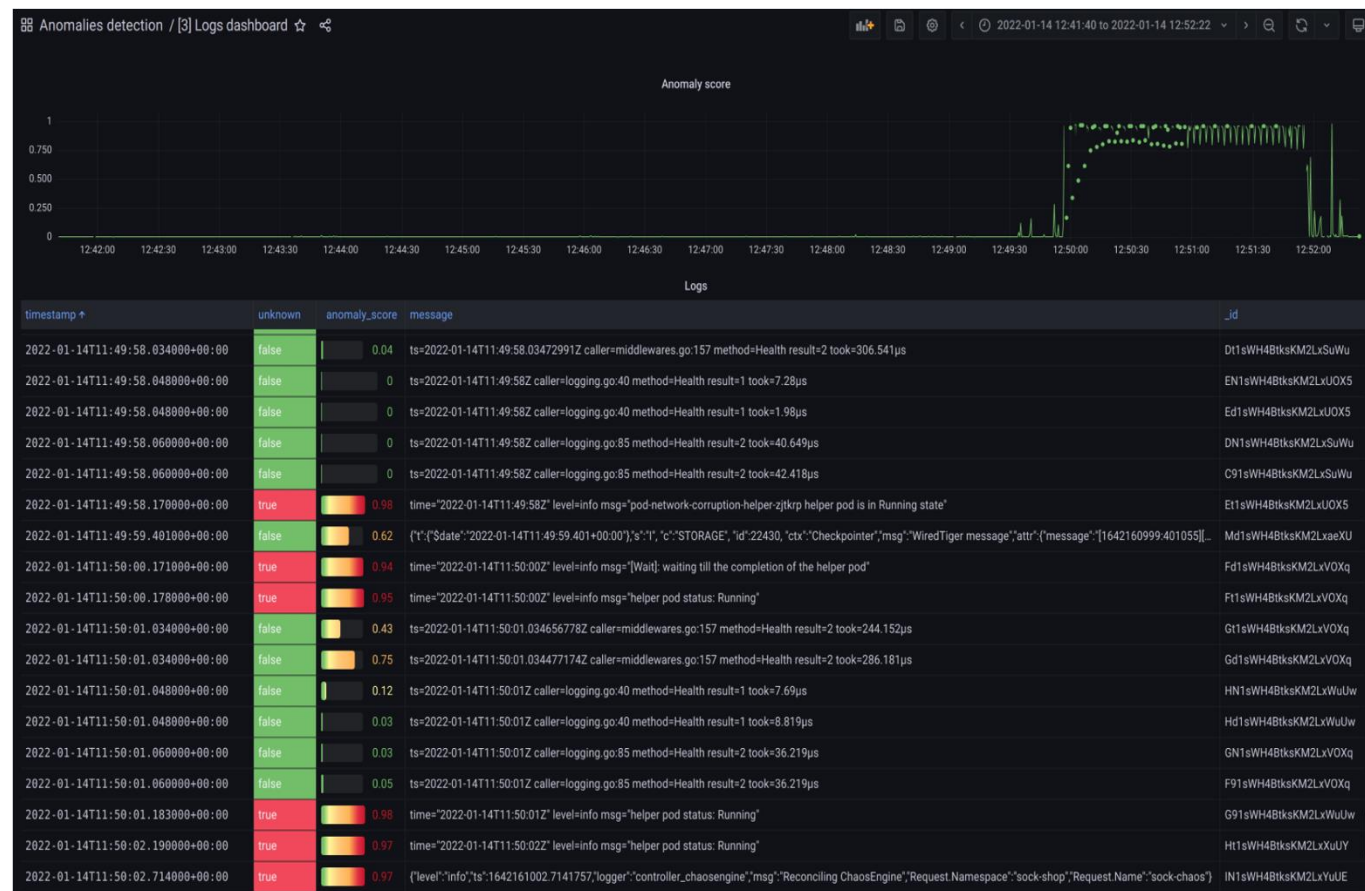 Anomalies detection / [3] Logs dashboard
2022-01-14 12:41:40 to 2022-01-14 12:52:22
Anomaly score
1
0.750
0.500
0.250
0
12:42:00 12:42:30 12:43:00 12:43:30 12:44:00 12:44:30 12:45:00 12:45:30 12:46:00 12:46:30 12:47:00 12:47:30 12:48:00 12:48:30 12:49:00 12:49:30 12:50:00 12:50:30 12:51:00 12:51:30 12:52:00
Logs
timestamp ↑ unknown anomaly_score message _id
2022-01-14T11:49:58.034000+00:00 false 0.04 ts=2022-01-14T11:49:58.03472991Z caller=middlewares.go:157 method=Health result=2 took=306.541µs Dt1sWH4BtksKM2LxSuWu
2022-01-14T11:49:58.048000+00:00 false 0 ts=2022-01-14T11:49:58Z caller=logging.go:40 method=Health result=1 took=7.28µs EN1sWH4BtksKM2LxUOX5
2022-01-14T11:49:58.048000+00:00 false 0 ts=2022-01-14T11:49:58Z caller=logging.go:40 method=Health result=1 took=1.98µs Ed1sWH4BtksKM2LxUOX5
2022-01-14T11:49:58.060000+00:00 false 0 ts=2022-01-14T11:49:58Z caller=logging.go:85 method=Health result=2 took=40.649µs DN1sWH4BtksKM2LxSuWu
2022-01-14T11:49:58.060000+00:00 false 0 ts=2022-01-14T11:49:58Z caller=logging.go:85 method=Health result=2 took=42.418µs C91sWH4BtksKM2LxSuWu
2022-01-14T11:49:58.170000+00:00 true 0.98 time="2022-01-14T11:49:58Z" level=info msg="pod-network-corruption-helper-zjtkrp helper pod is in Running state" Et1sWH4BtksKM2LxUOX5
2022-01-14T11:49:59.401000+00:00 false 0.62 {"t":{"$date":"2022-01-14T11:49:59.401+00:00"},"s":"I", "c":"STORAGE", "id":22430, "ctx":"Checkpointer","msg":"WiredTiger message","attr":{"message":"[1642160999:401055][... Md1sWH4BtksKM2LxaeXU
2022-01-14T11:50:00.171000+00:00 true 0.94 time="2022-01-14T11:50:00Z" level=info msg="[Wait]: waiting till the completion of the helper pod" Fd1sWH4BtksKM2LxVOXq
2022-01-14T11:50:00.178000+00:00 true 0.95 time="2022-01-14T11:50:00Z" level=info msg="helper pod status: Running" Ft1sWH4BtksKM2LxVOXq
2022-01-14T11:50:01.034000+00:00 false 0.43 ts=2022-01-14T11:50:01.034656778Z caller=middlewares.go:157 method=Health result=2 took=244.152µs Gt1sWH4BtksKM2LxVOXq
2022-01-14T11:50:01.034000+00:00 false 0.75 ts=2022-01-14T11:50:01.034477174Z caller=middlewares.go:157 method=Health result=2 took=286.181µs Gd1sWH4BtksKM2LxVOXq
2022-01-14T11:50:01.048000+00:00 false 0.12 ts=2022-01-14T11:50:01Z caller=logging.go:40 method=Health result=1 took=7.69µs HN1sWH4BtksKM2LxWuUw
2022-01-14T11:50:01.048000+00:00 false 0.03 ts=2022-01-14T11:50:01Z caller=logging.go:40 method=Health result=1 took=8.819µs Hd1sWH4BtksKM2LxWuUw
2022-01-14T11:50:01.060000+00:00 false 0.03 ts=2022-01-14T11:50:01Z caller=logging.go:85 method=Health result=2 took=36.219µs GN1sWH4BtksKM2LxVOXq
2022-01-14T11:50:01.060000+00:00 false 0.05 ts=2022-01-14T11:50:01Z caller=logging.go:85 method=Health result=2 took=36.219µs F91sWH4BtksKM2LxVOXq
2022-01-14T11:50:01.183000+00:00 true 0.98 time="2022-01-14T11:50:01Z" level=info msg="helper pod status: Running" G91sWH4BtksKM2LxWuUw
2022-01-14T11:50:02.190000+00:00 true 0.97 time="2022-01-14T11:50:02Z" level=info msg="helper pod status: Running" Ht1sWH4BtksKM2LxXuUY
2022-01-14T11:50:02.714000+00:00 true 0.97 {"level":"info","ts":1642161002.7141757,"logger":"controller_chaosengine","msg":"Reconciling ChaosEngine","Request.Namespace":"sock-shop","Request.Name":"sock-chaos"} IN1sWH4BtksKM2LxYuUE